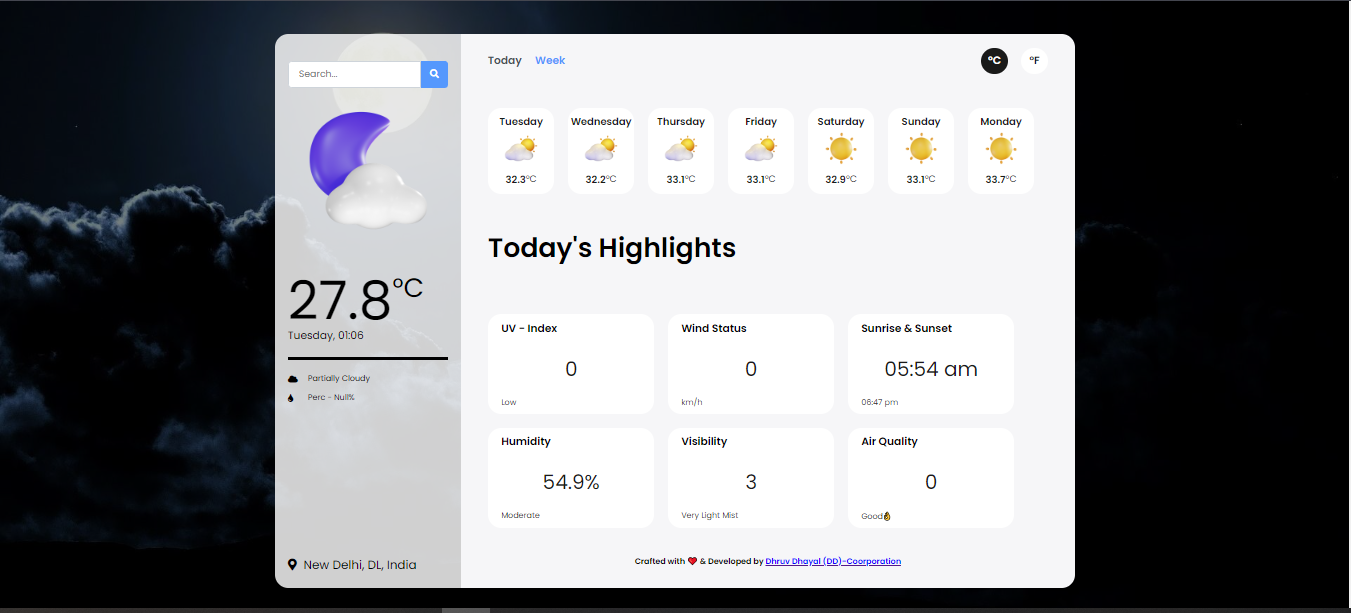 Search...
27.8°C
Tuesday, 01:06
Partially Cloudy
Perc - Null%
New Delhi, DL, India
Today Week °C °F
Tuesday Wednesday Thursday Friday Saturday Sunday Monday
32.3°C 32.2°C 33.1°C 33.1°C 32.9°C 33.1°C 33.7°C
Today's Highlights
UV - Index
0
Low
Wind Status
0
km/h
Sunrise & Sunset
05:54 am
06:47 pm
Humidity
54.9%
Moderate
Visibility
3
Very Light Mist
Air Quality
0
Good👌
Crafted with ❤️ & Developed by Dhruv Dhayal (DD)-Coorporation